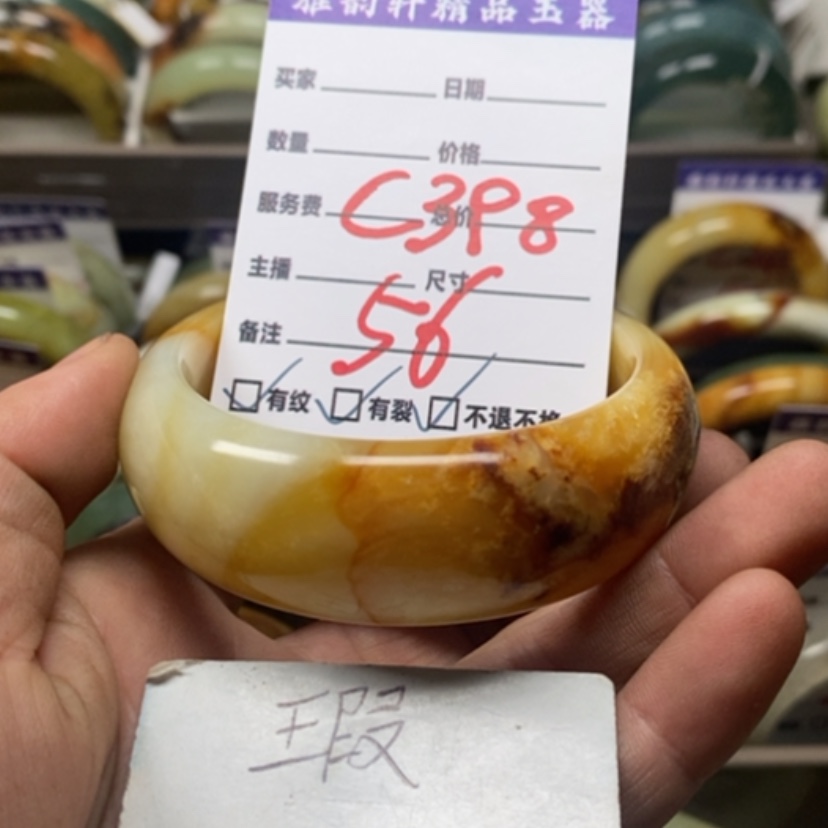 雅韵轩精品玉器
买家 日期
数量 价格
服务费 总价
C398
主播 尺寸
56
备注
有纹 有裂 不退不换
瑕